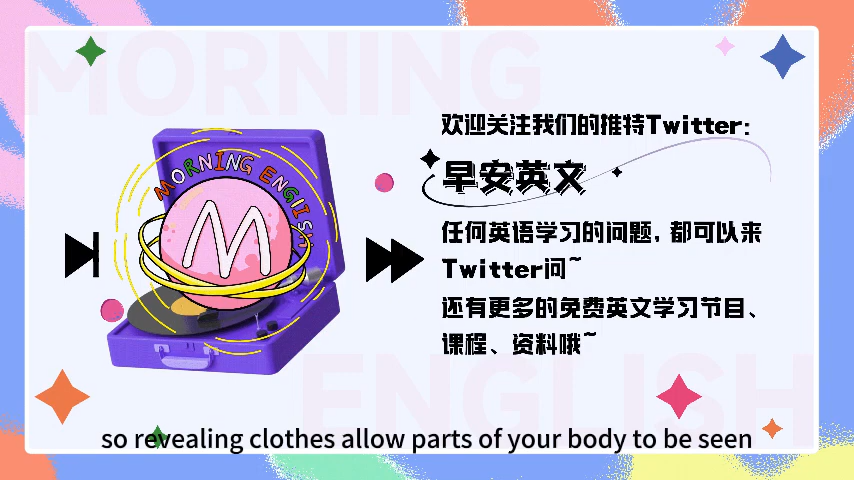 MORNING
欢迎关注我们的推特Twitter:
早安英文
MORNING ENGlISH
M
任何英语学习的问题,都可以来
Twitter问~
还有更多的免费英文学习节目、
课程、资料哦~
ENGLISH
so revealing clothes allow parts of your body to be seen